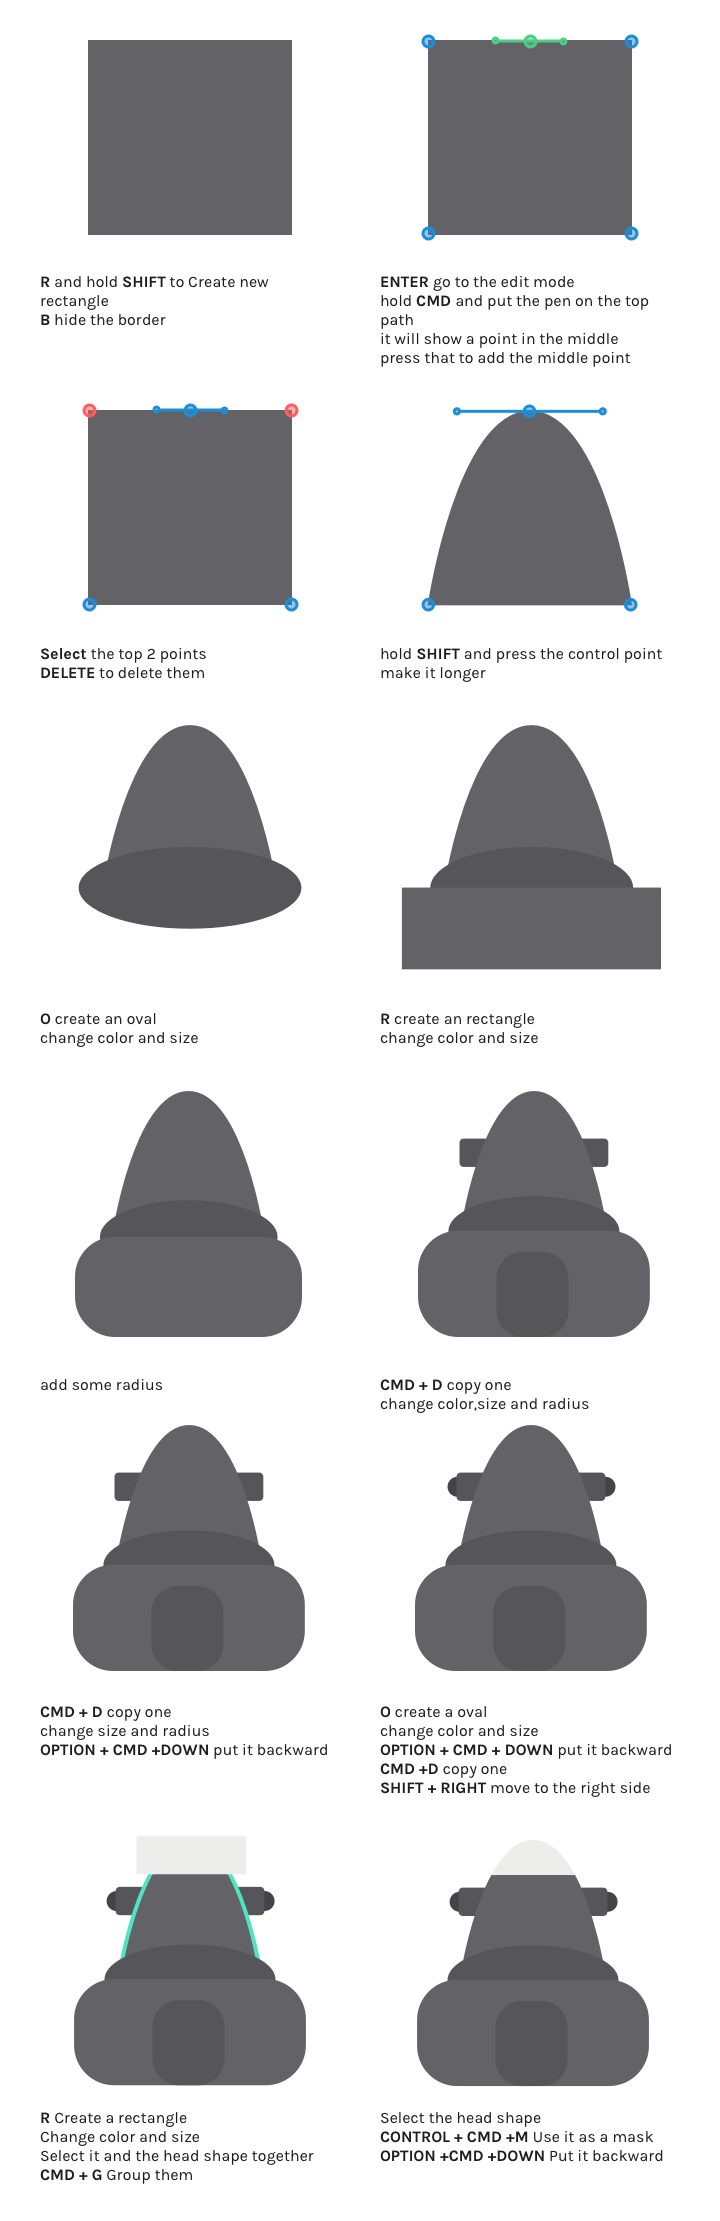 R and hold SHIFT to Create new
rectangle
B hide the border
ENTER go to the edit mode
hold CMD and put the pen on the top
path
it will show a point in the middle
press that to add the middle point
Select the top 2 points
DELETE to delete them
hold SHIFT and press the control point
make it longer
O create an oval
change color and size
R create an rectangle
change color and size
add some radius
CMD + D copy one
change color,size and radius
CMD + D copy one
change size and radius
OPTION + CMD +DOWN put it backward
O create a oval
change color and size
OPTION + CMD + DOWN put it backward
CMD +D copy one
SHIFT + RIGHT move to the right side
R Create a rectangle
Change color and size
Select it and the head shape together
CMD + G Group them
Select the head shape
CONTROL + CMD +M Use it as a mask
OPTION +CMD +DOWN Put it backward